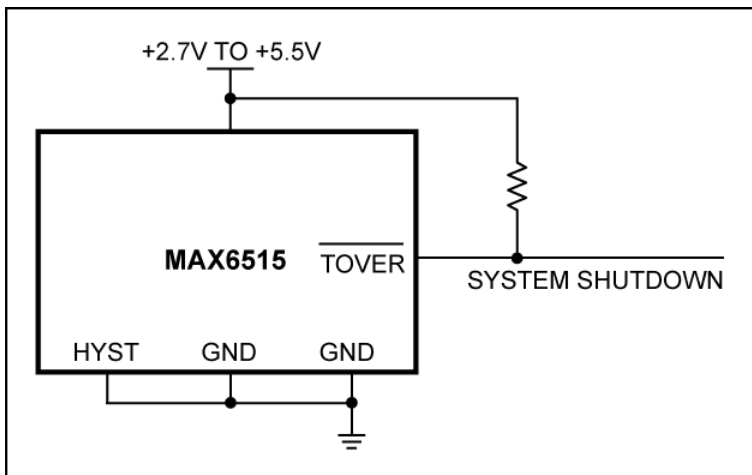 +2.7V TO +5.5V
MAX6515
TOVER
SYSTEM SHUTDOWN
HYST
GND
GND